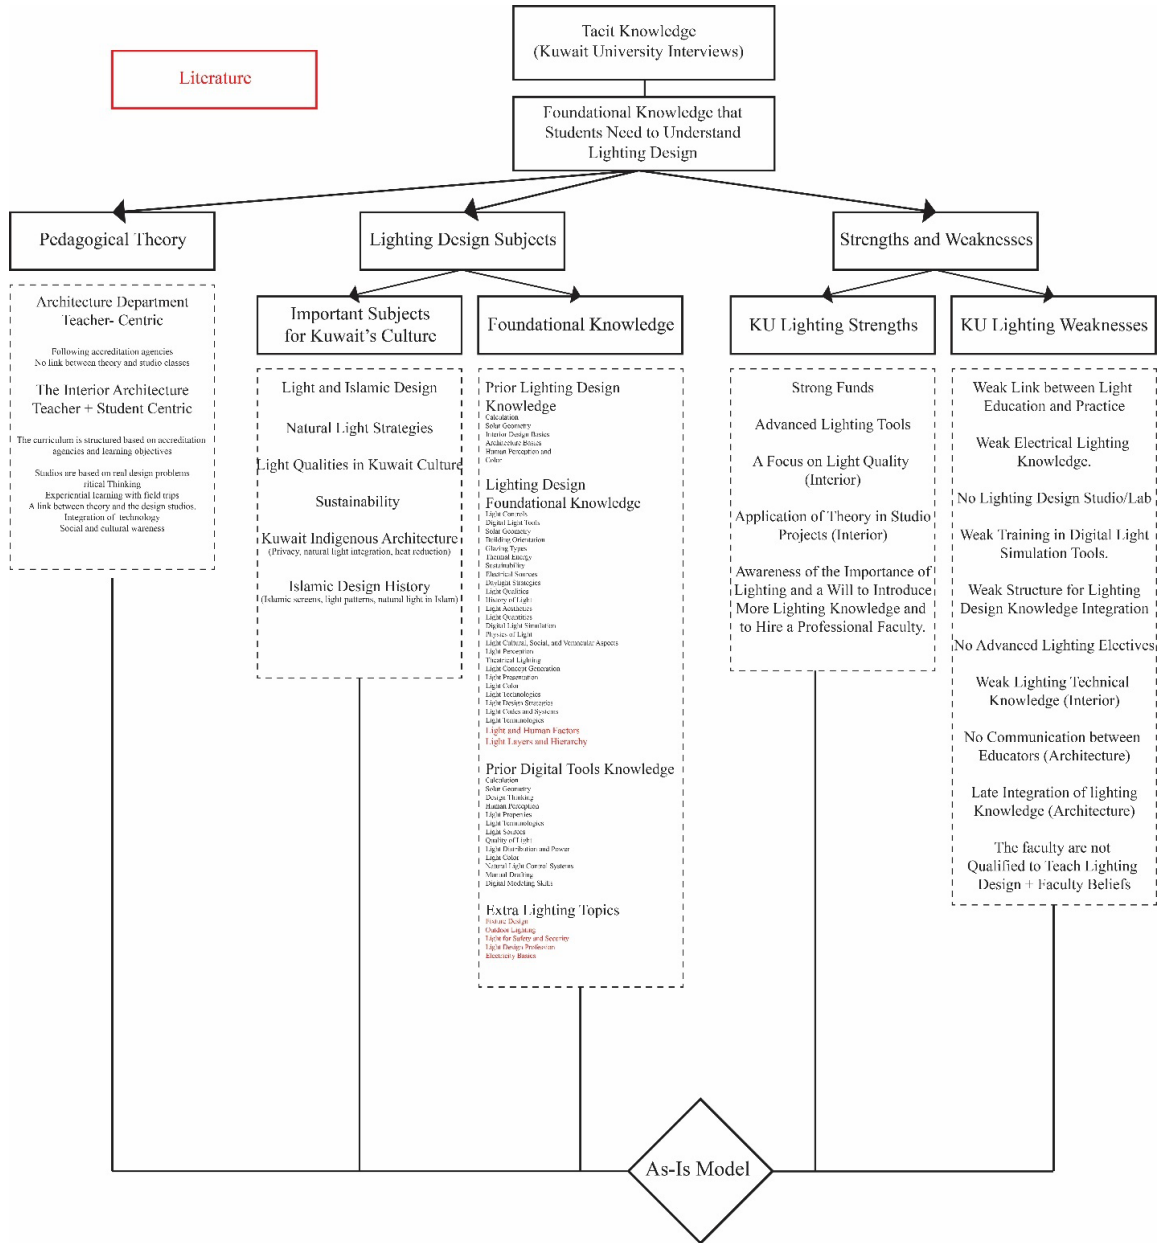 Tacit Knowledge
(Kuwait University Interviews)
Literature
Foundational Knowledge that
Students Need to Understand
Lighting Design
Pedagogical Theory
Lighting Design Subjects
Strengths and Weaknesses
Architecture Department
Teacher- Centric
Following accreditation agencies
No link between theory and studio classes
The Interior Architecture
Teacher + Student Centric
The curriculum is structured based on accreditation
agencies and learning objectives
Studios are based on real design problems
ritical Thinking
Experiential learning with field trips
A link between theory and the design studios.
Integration of technology
Social and cultural wareness
Important Subjects
for Kuwait's Culture
Light and Islamic Design
Natural Light Strategies
Light Qualities in Kuwait Culture
Sustainability
Kuwait Indigenous Architecture
(Privacy, natural light integration, heat reduction)
Islamic Design History
(Islamic screens, light patterns, natural light in Islam)
Foundational Knowledge
Prior Lighting Design
Knowledge
Calculation
Solar Geometry
Interior Design Basics
Architecture Basics
Human Perception and
Color
Lighting Design
Foundational Knowledge
Light Controls
Digital Light Tools
Solar Geometry
Building Orientation
Glazing Types
Thermal Energy
Sustainability
Electrical Sources
Daylight Strategies
Light Qualities
History of Light
Light Aesthetics
Light Quantities
Digital Light Simulation
Physics of Light
Light Cultural, Social, and Vernacular Aspects
Light Perception
Theatrical Lighting
Light Concept Generation
Light Presentation
Light Color
Light Technologies
Light Design Strategies
Light Codes and Systems
Light Terminologies
Light and Human Factors
Light Layers and Hierarchy
Prior Digital Tools Knowledge
Calculation
Solar Geometry
Design Thinking
Human Perception
Light Properties
Light Terminologies
Light Sources
Quality of Light
Light Distribution and Power
Light Color
Natural Light Control Systems
Manual Drafting
Digital Modeling Skills
Extra Lighting Topics
Fixture Design
Outdoor Lighting
Light for Safety and Security
Light Design Profession
Electricity Basics
KU Lighting Strengths
Strong Funds
Advanced Lighting Tools
A Focus on Light Quality
(Interior)
Application of Theory in Studio
Projects (Interior)
Awareness of the Importance of
Lighting and a Will to Introduce
More Lighting Knowledge and
to Hire a Professional Faculty.
KU Lighting Weaknesses
Weak Link between Light
Education and Practice
Weak Electrical Lighting
Knowledge.
No Lighting Design Studio/Lab
Weak Training in Digital Light
Simulation Tools.
Weak Structure for Lighting
Design Knowledge Integration
No Advanced Lighting Electives
Weak Lighting Technical
Knowledge (Interior)
No Communication between
Educators (Architecture)
Late Integration of lighting
Knowledge (Architecture)
The faculty are not
Qualified to Teach Lighting
Design + Faculty Beliefs
As-Is Model